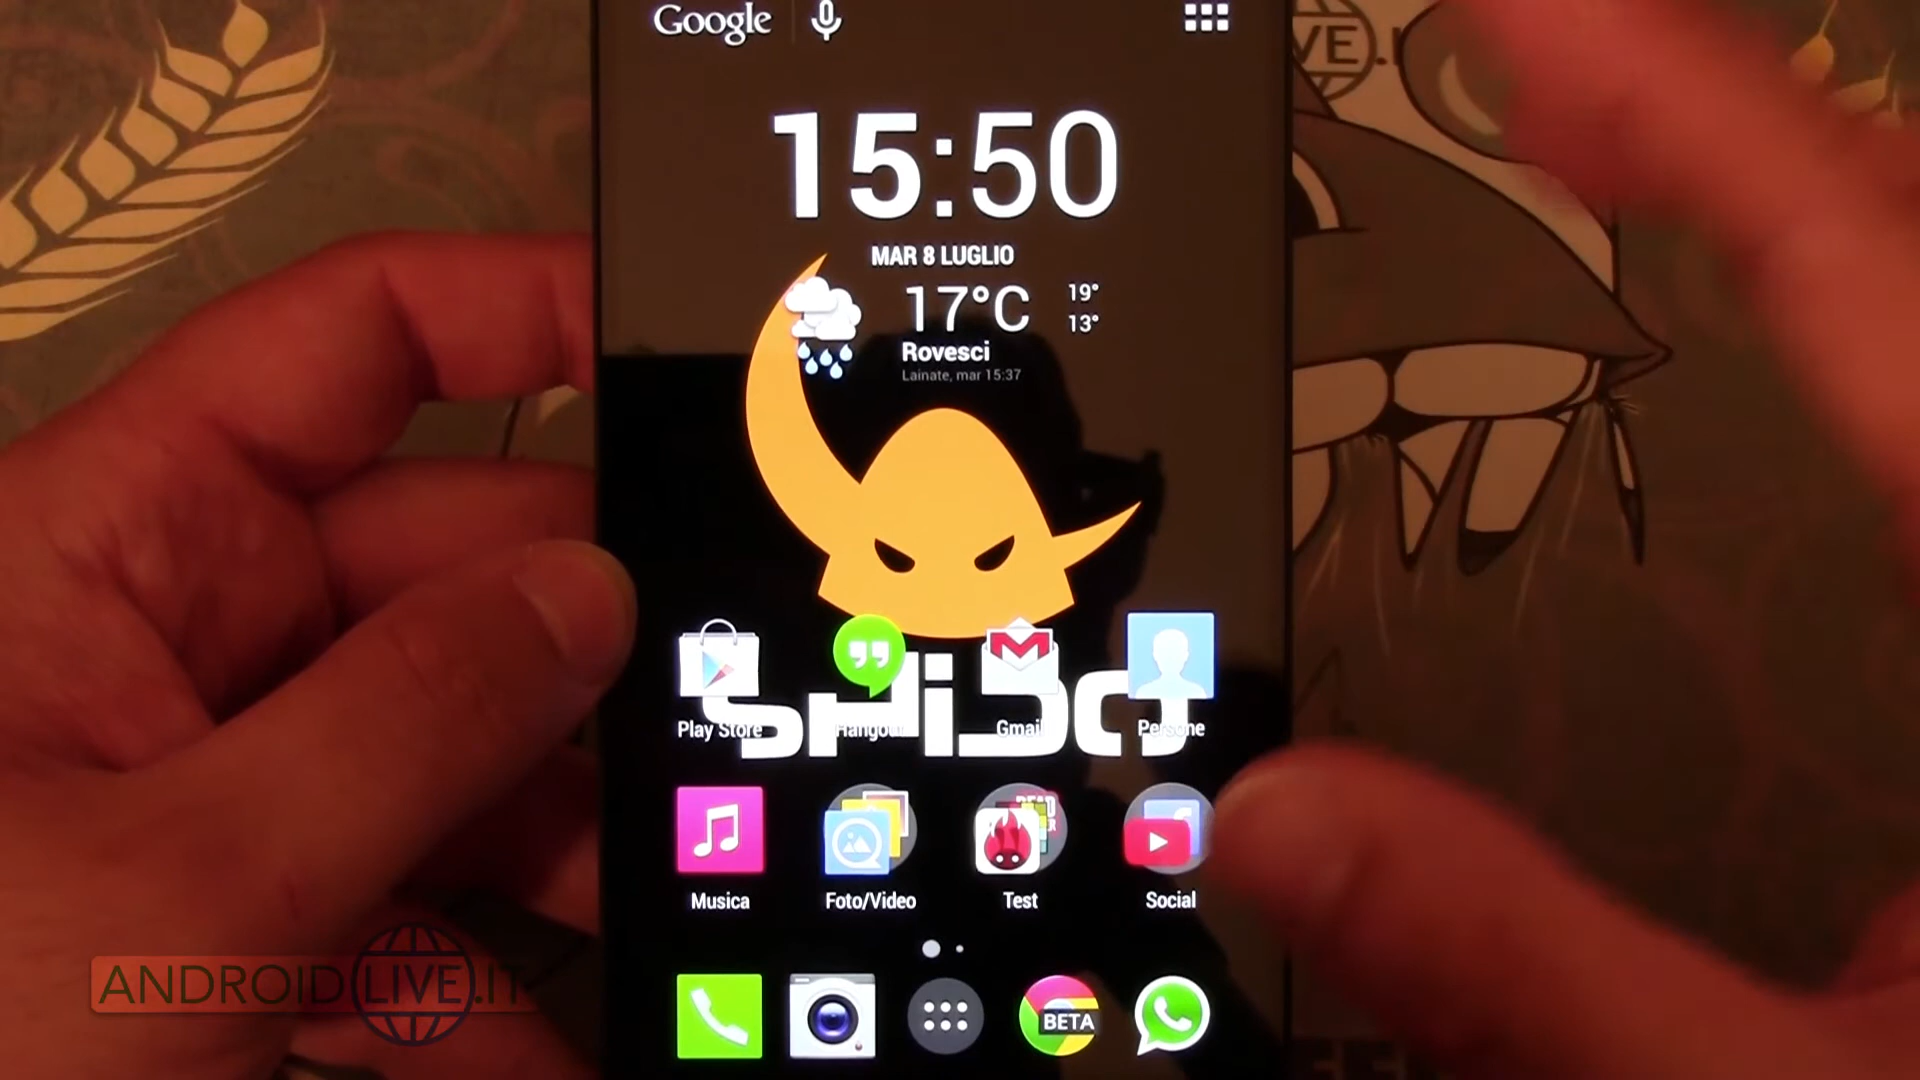 Google
15:50
MAR 8 LUGLIO
17°C
19°
13°
Rovesci
Lainate, mar 15:37
Play Store
Gmail
Persone
Musica
Foto/Video
Test
Social
BETA
ANDROIDLIVE.IT